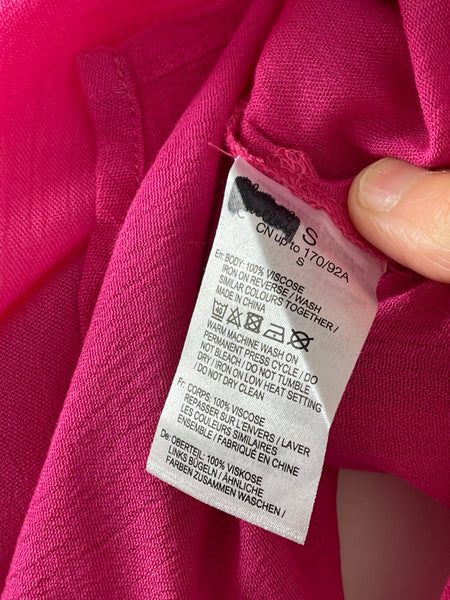 S
CN up to 170/92A
S
En: BODY: 100% VISCOSE
IRON ON REVERSE / WASH
SIMILAR COLOURS TOGETHER /
MADE IN CHINA
40
WARM MACHINE WASH ON
PERMANENT PRESS CYCLE / DO
NOT BLEACH / DO NOT TUMBLE
DRY / IRON ON LOW HEAT SETTING
/ DO NOT DRY CLEAN
Fr: CORPS: 100% VISCOSE
REPASSER SUR L'ENVERS / LAVER
LES COULEURS SIMILAIRES
ENSEMBLE / FABRIQUÉ EN CHINE
De: OBERTEIL: 100% VISKOSE
LINKS BÜGELN / ÄHNLICHE
FARBEN ZUSAMMEN WASCHEN /